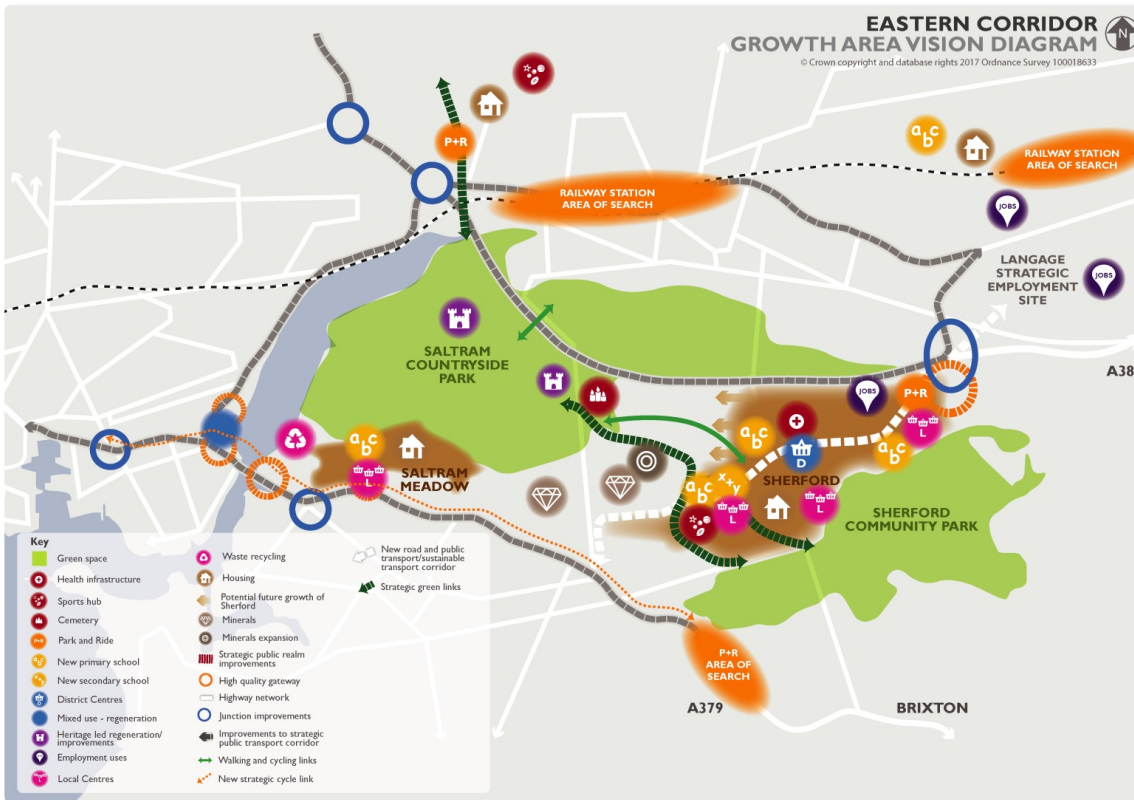 EASTERN CORRIDOR
GROWTH AREA VISION DIAGRAM
N
© Crown copyright and database rights 2017 Ordnance Survey 100018633
P+R
RAILWAY STATION
AREA OF SEARCH
abc
RAILWAY STATION
AREA OF SEARCH
JOBS
LANGAGE
STRATEGIC
EMPLOYMENT
SITE
JOBS
A38
SALTRAM
COUNTRYSIDE
PARK
JOBS
P+R
L
abc
abc
D
SHERFORD
abc
x+y
L
L
SHERFORD
COMMUNITY PARK
abc
SALTRAM
MEADOW
L
P+R
AREA OF
SEARCH
A379
BRIXTON
Key
Green space
Health infrastructure
Sports hub
Cemetery
P+R
Park and Ride
abc
New primary school
x+y
New secondary school
D
District Centres
Mixed use - regeneration
Heritage led regeneration/
improvements
Employment uses
L
Local Centres
Waste recycling
Housing
Potential future growth of
Sherford
Minerals
Minerals expansion
Strategic public realm
improvements
High quality gateway
Highway network
Junction improvements
Improvements to strategic
public transport corridor
Walking and cycling links
New strategic cycle link
New road and public
transport/sustainable
transport corridor
Strategic green links